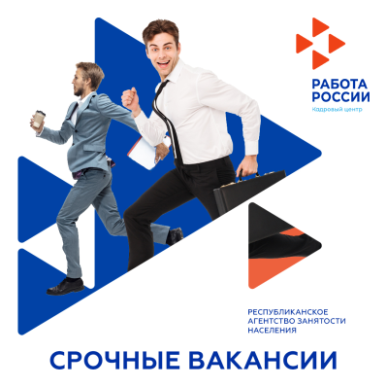 РАБОТА
РОССИИ
Кадровый центр
РЕСПУБЛИКАНСКОЕ
АГЕНТСТВО ЗАНЯТОСТИ
НАСЕЛЕНИЯ
СРОЧНЫЕ ВАКАНСИИ